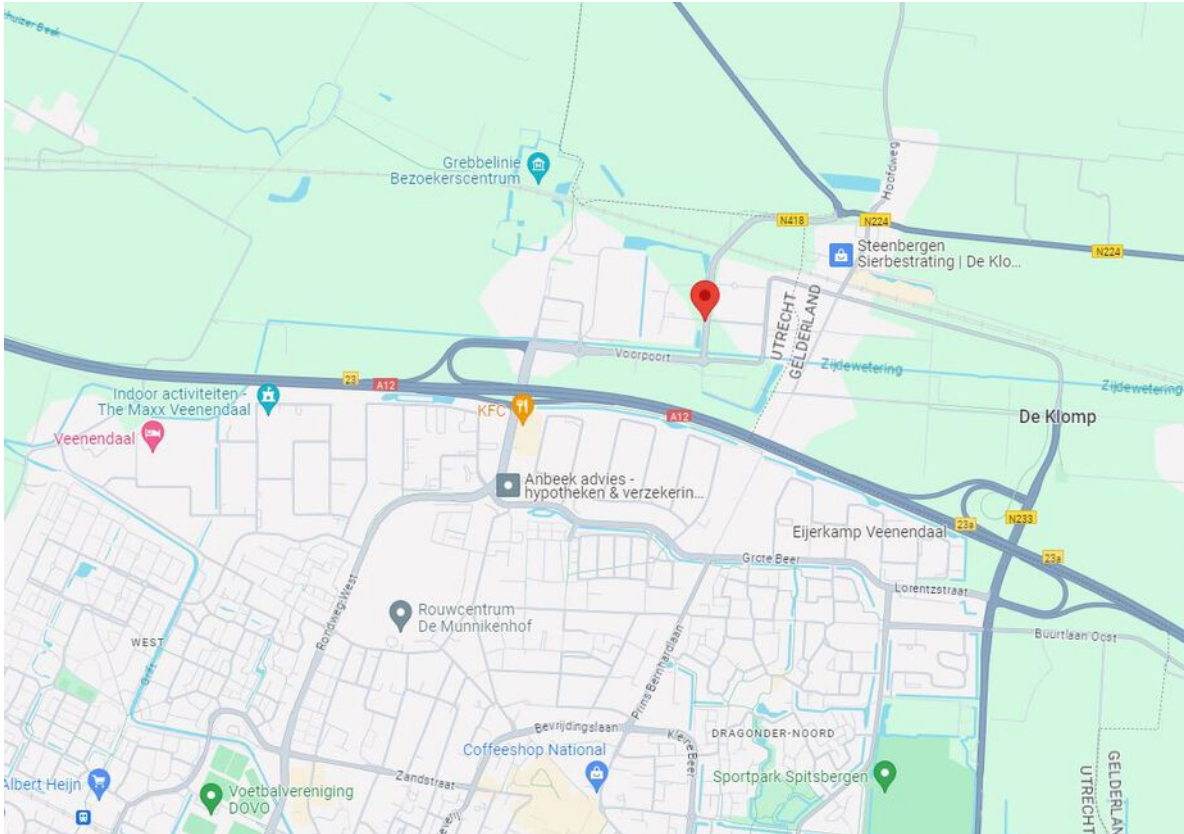 Hoofdweg
Grebbelinie
Bezoekerscentrum
N418
N224
Steenbergen
Sierbestrating | De Klo...
N224
UTRECHT
GELDERLAND
Voorpoort
Zijdewetering
Zijdewetering
23
A12
Indoor activiteiten -
The Maxx Veenendaal
KFC
A12
De Klomp
Veenendaal
Anbeek advies -
hypotheken & verzekerin...
N233
23a
Eijerkamp Veenendaal
23a
Grote Beer
Lorentzstraat
Rondweg-West
Rouwcentrum
De Munnikenhof
Buurtlaan Oost
WEST
Grift
Prins Bernhardlaan
Bevrijdingslaan
Kleine Beer
DRAGONDER-NOORD
Coffeeshop National
Zandstraat
Sportpark Spitsbergen
Albert Heijn
Voetbalvereniging
DOVO
GELDERLA
UTRECHT